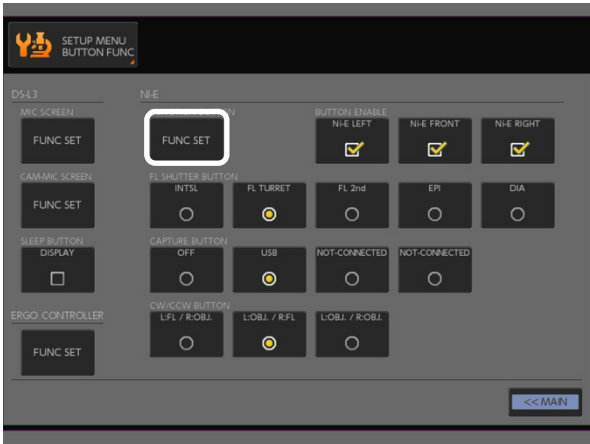 SETUP MENU
BUTTON FUNC
DS-L3
NI-E
MIC SCREEN
N
BUTTON ENABLE
FUNC SET
FUNC SET
NI-E LEFT
NI-E FRONT
NI-E RIGHT
CAM-MIC SCREEN
FL SHUTTER BUTTON
FUNC SET
INTSL
FL TURRET
FL 2nd
EPI
DIA
SLEEP BUTTON
CAPTURE BUTTON
DISPLAY
OFF
USB
NOT-CONNECTED
NOT-CONNECTED
CW/CCW BUTTON
ERGO CONTROLLER
L:FL / R:OBJ.
L:OBJ. / R:FL
L:OBJ. / R:OBJ.
FUNC SET
<< MAIN